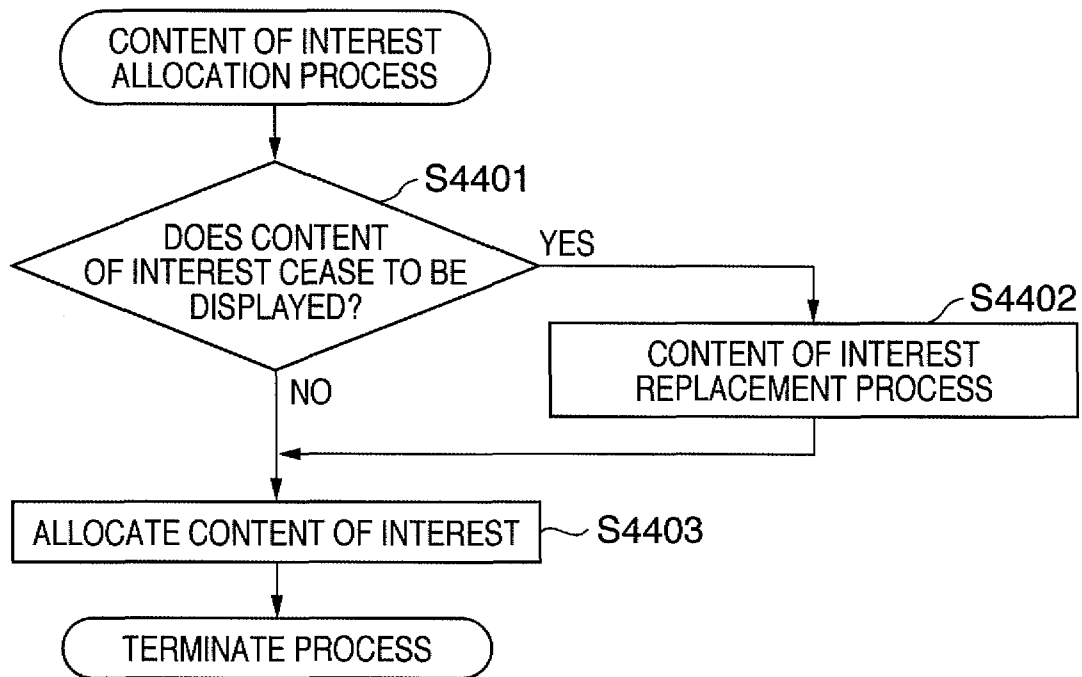 CONTENT OF INTEREST
ALLOCATION PROCESS
S4401
DOES CONTENT
OF INTEREST CEASE TO BE
DISPLAYED?
YES
S4402
CONTENT OF INTEREST
REPLACEMENT PROCESS
NO
ALLOCATE CONTENT OF INTEREST
S4403
TERMINATE PROCESS